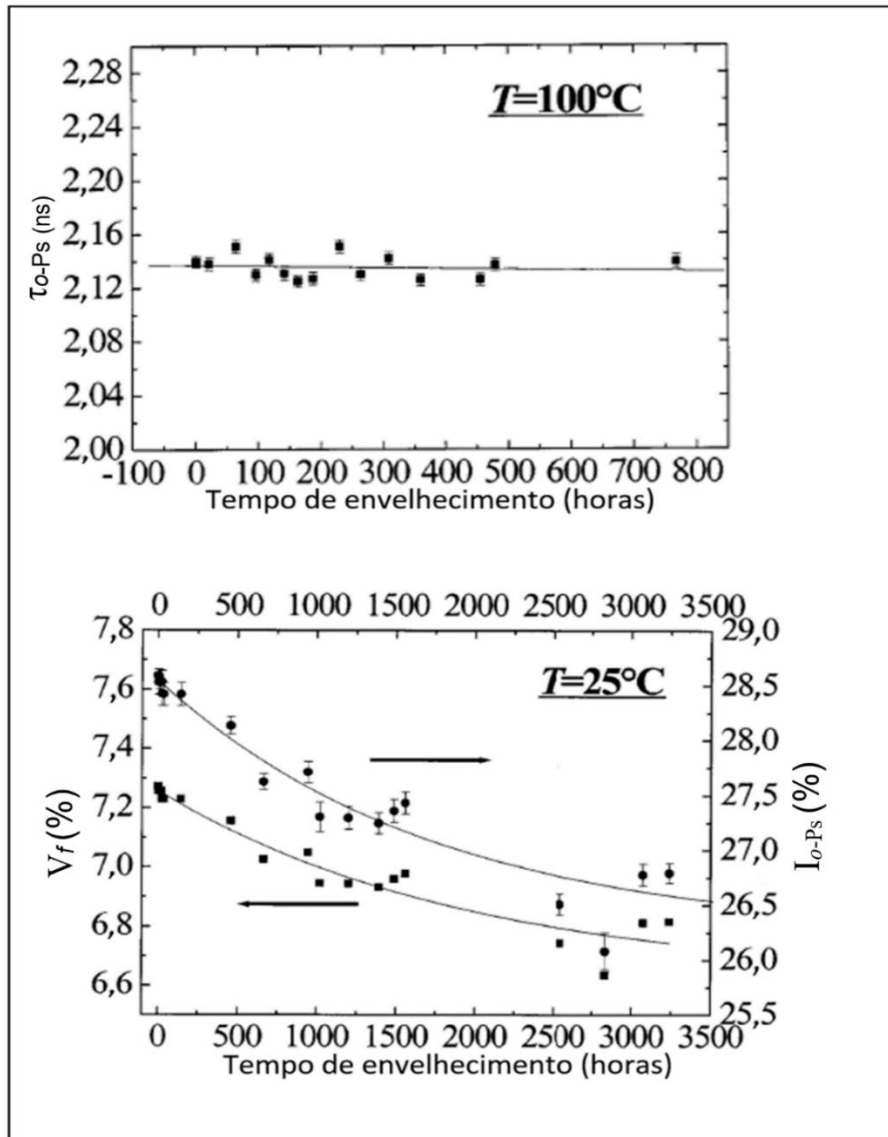 2,28
2,24
2,20
2,16
2,12
2,08
2,04
2,00
τo-Ps (ns)
T=100°C
-100 0 100 200 300 400 500 600 700 800
Tempo de envelhecimento (horas)
0 500 1000 1500 2000 2500 3000 3500
7,8
7,6
7,4
7,2
7,0
6,8
6,6
Vf (%)
T=25°C
29,0
28,5
28,0
27,5
27,0
26,5
26,0
25,5
Io-Ps (%)
0 500 1000 1500 2000 2500 3000 3500
Tempo de envelhecimento (horas)